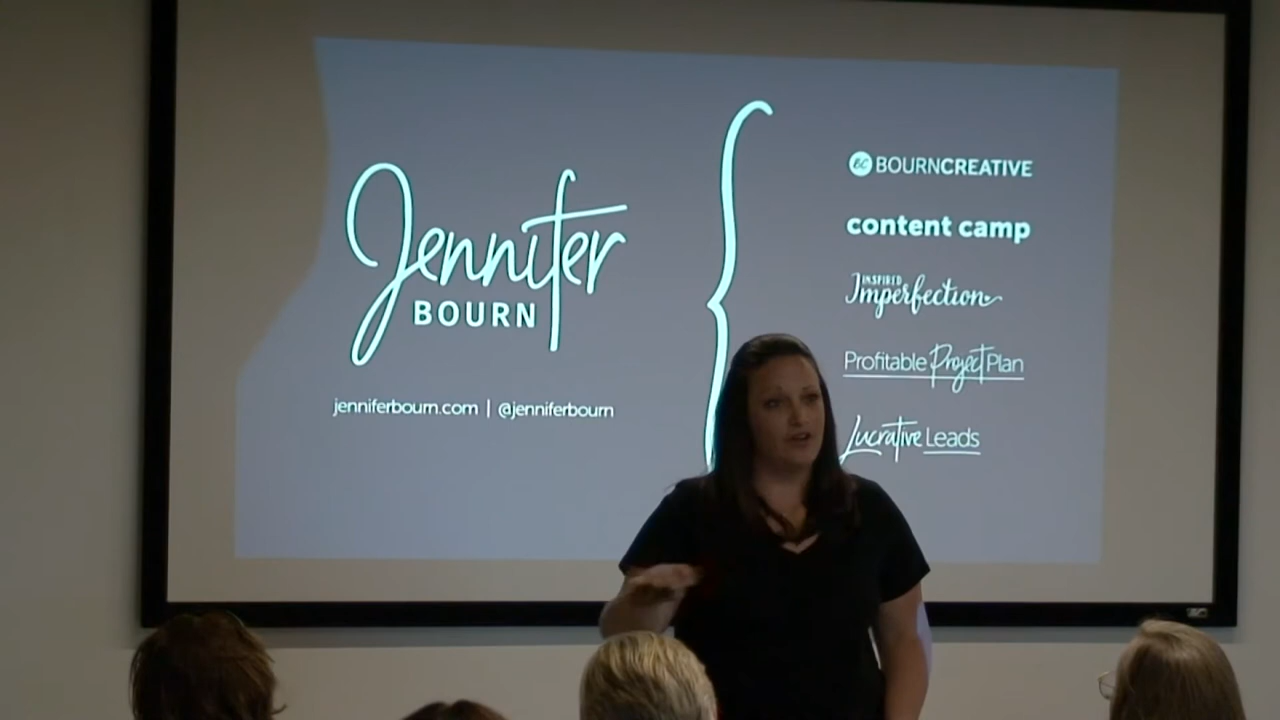 Jennifer
BOURN
jenniferbourn.com | @jenniferbourn
BC BOURNCREATIVE
content camp
INSPIRED
Imperfection
Profitable Project Plan
Lucrative Leads